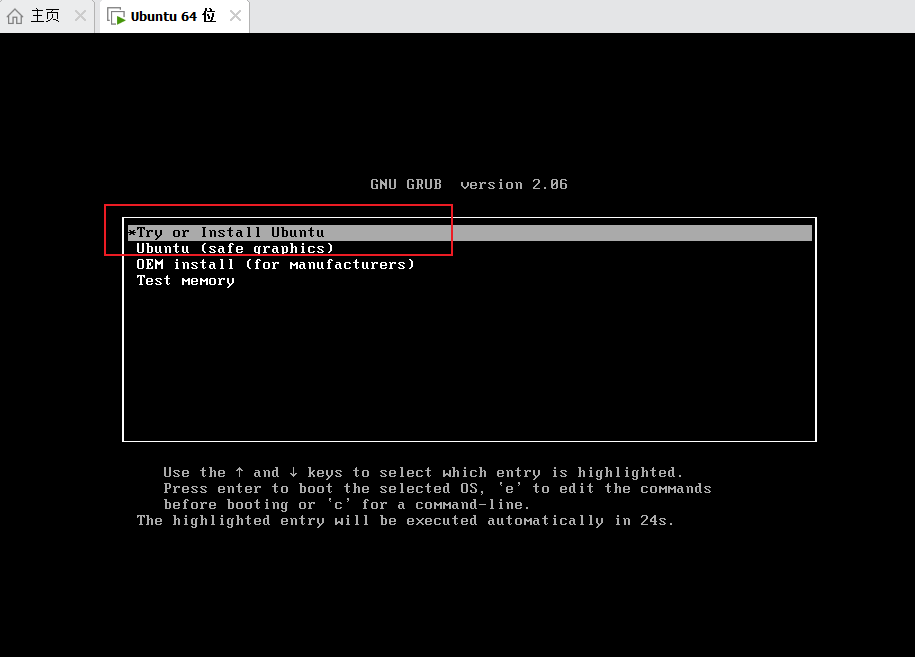 主页
Ubuntu 64 位
GNU GRUB  version 2.06
*Try or Install Ubuntu
Ubuntu (safe graphics)
OEM install (for manufacturers)
Test memory
Use the ↑ and ↓ keys to select which entry is highlighted.
Press enter to boot the selected OS, `e' to edit the commands
before booting or `c' for a command-line.
The highlighted entry will be executed automatically in 24s.